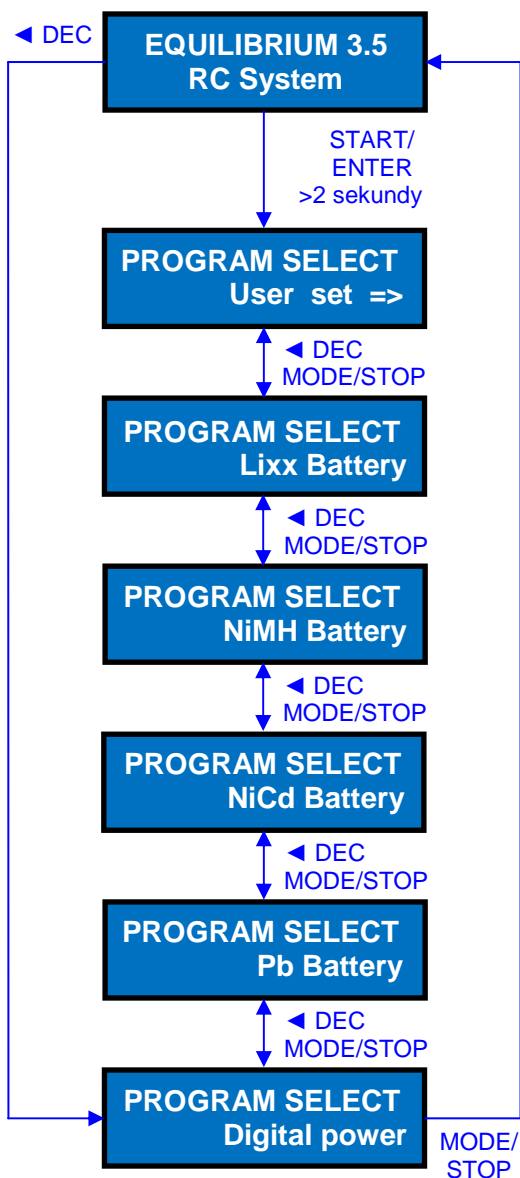 ◄ DEC
EQUILIBRIUM 3.5
RC System
START/
ENTER
>2 sekundy
PROGRAM SELECT
User set =>
◄ DEC
MODE/STOP
PROGRAM SELECT
Lixx Battery
◄ DEC
MODE/STOP
PROGRAM SELECT
NiMH Battery
◄ DEC
MODE/STOP
PROGRAM SELECT
NiCd Battery
◄ DEC
MODE/STOP
PROGRAM SELECT
Pb Battery
◄ DEC
MODE/STOP
PROGRAM SELECT
Digital power
MODE/
STOP